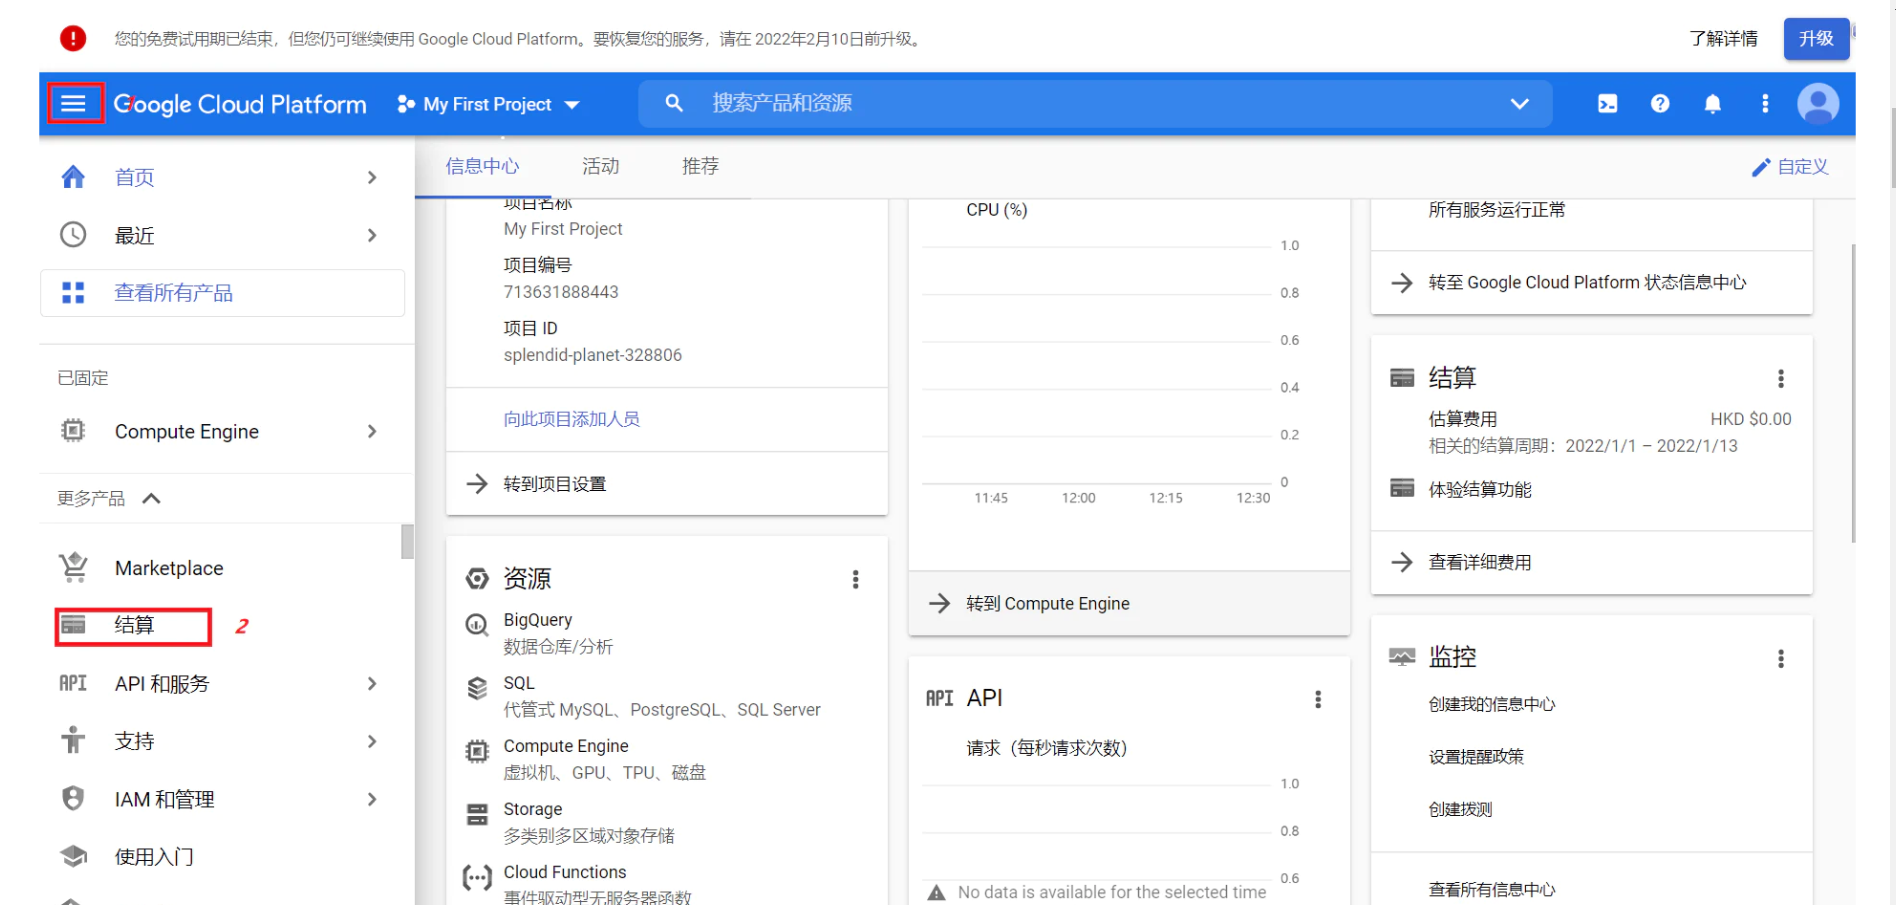 您的免费试用期已结束，但您仍可继续使用 Google Cloud Platform。要恢复您的服务，请在 2022年2月10日前升级。
了解详情
升级
Google Cloud Platform
My First Project
搜索产品和资源
首页
最近
查看所有产品
已固定
Compute Engine
更多产品
Marketplace
结算
2
API
API 和服务
支持
IAM 和管理
使用入门
信息中心
活动
推荐
自定义
项目名称
My First Project
项目编号
713631888443
项目 ID
splendid-planet-328806
向此项目添加人员
转到项目设置
资源
BigQuery
数据仓库/分析
SQL
代管式 MySQL、PostgreSQL、SQL Server
Compute Engine
虚拟机、GPU、TPU、磁盘
Storage
多类别多区域对象存储
Cloud Functions
事件驱动型无服务器函数
CPU (%)
1.0
0.8
0.6
0.4
0.2
0
11:45
12:00
12:15
12:30
转到 Compute Engine
API
API
请求（每秒请求次数）
1.0
0.8
0.6
No data is available for the selected time
所有服务运行正常
转至 Google Cloud Platform 状态信息中心
结算
估算费用
HKD $0.00
相关的结算周期：2022/1/1 – 2022/1/13
体验结算功能
查看详细费用
监控
创建我的信息中心
设置提醒政策
创建拨测
查看所有信息中心